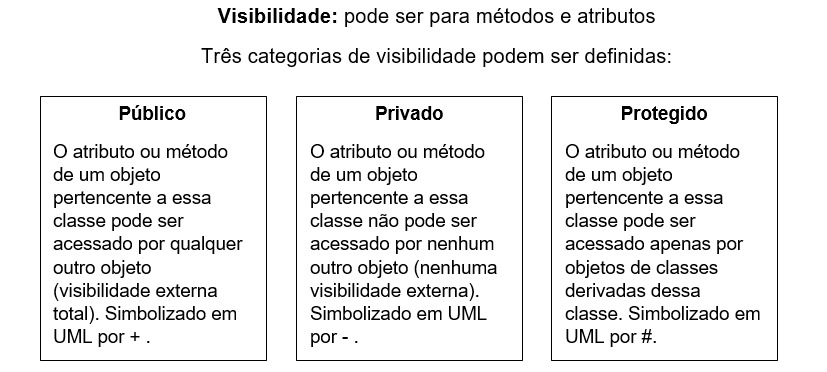 Visibilidade: pode ser para métodos e atributos
Três categorias de visibilidade podem ser definidas:
Público
O atributo ou método
de um objeto
pertencente a essa
classe pode ser
acessado por qualquer
outro objeto
(visibilidade externa
total). Simbolizado em
UML por + .
Privado
O atributo ou método
de um objeto
pertencente a essa
classe não pode ser
acessado por nenhum
outro objeto (nenhuma
visibilidade externa).
Simbolizado em UML
por - .
Protegido
O atributo ou método
de um objeto
pertencente a essa
classe pode ser
acessado apenas por
objetos de classes
derivadas dessa
classe. Simbolizado em
UML por #.